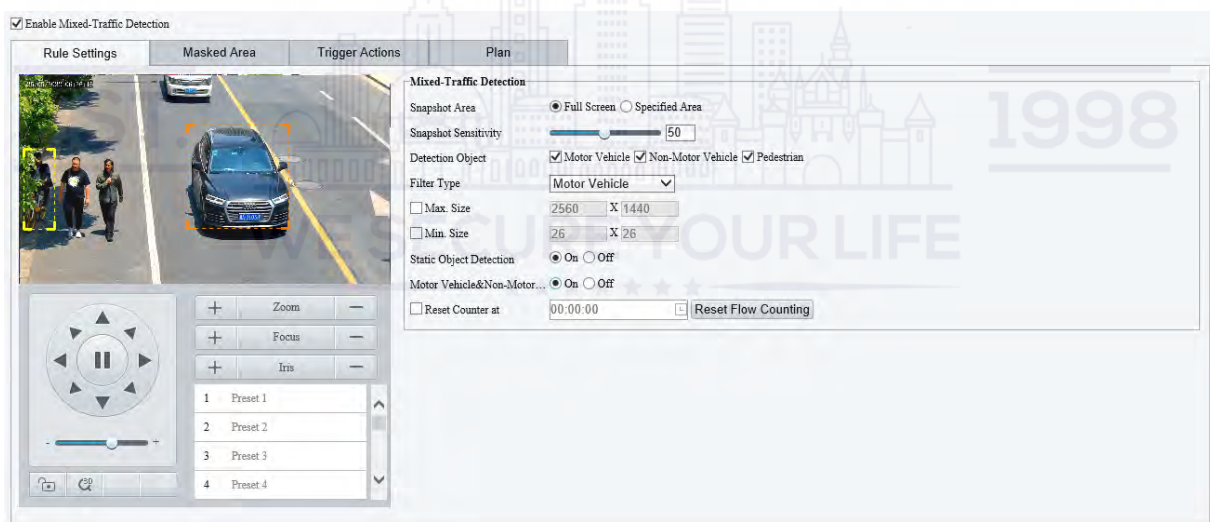 Enable Mixed-Traffic Detection
Rule Settings Masked Area Trigger Actions Plan
Mixed-Traffic Detection
Snapshot Area Full Screen Specified Area
Snapshot Sensitivity 50
Detection Object Motor Vehicle Non-Motor Vehicle Pedestrian
Filter Type Motor Vehicle
Max. Size 2560 X 1440
Min. Size 26 X 26
Static Object Detection On Off
Motor Vehicle&Non-Motor... On Off
Reset Counter at 00:00:00 Reset Flow Counting
+ Zoom —
+ Focus —
+ Iris —
1 Preset 1
2 Preset 2
3 Preset 3
4 Preset 4
- +
3D
1998
WE SECURE YOUR LIFE